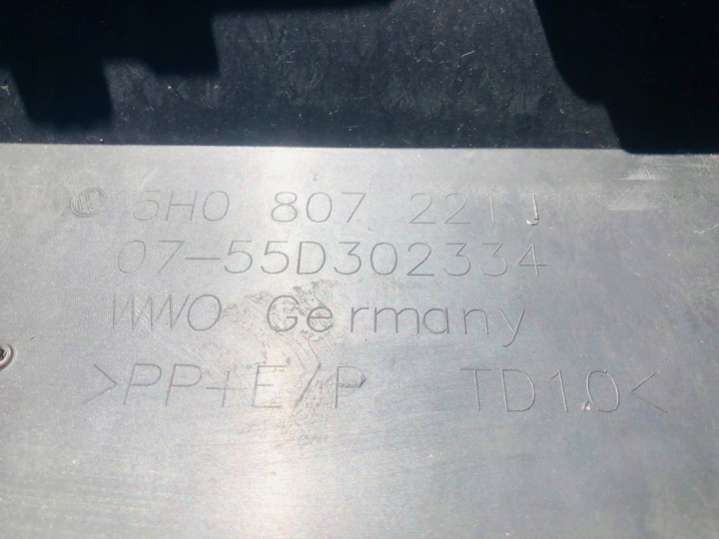 5H0 807 221 J
07-55D302334
WWO Germany
>PP+E/P TD10<